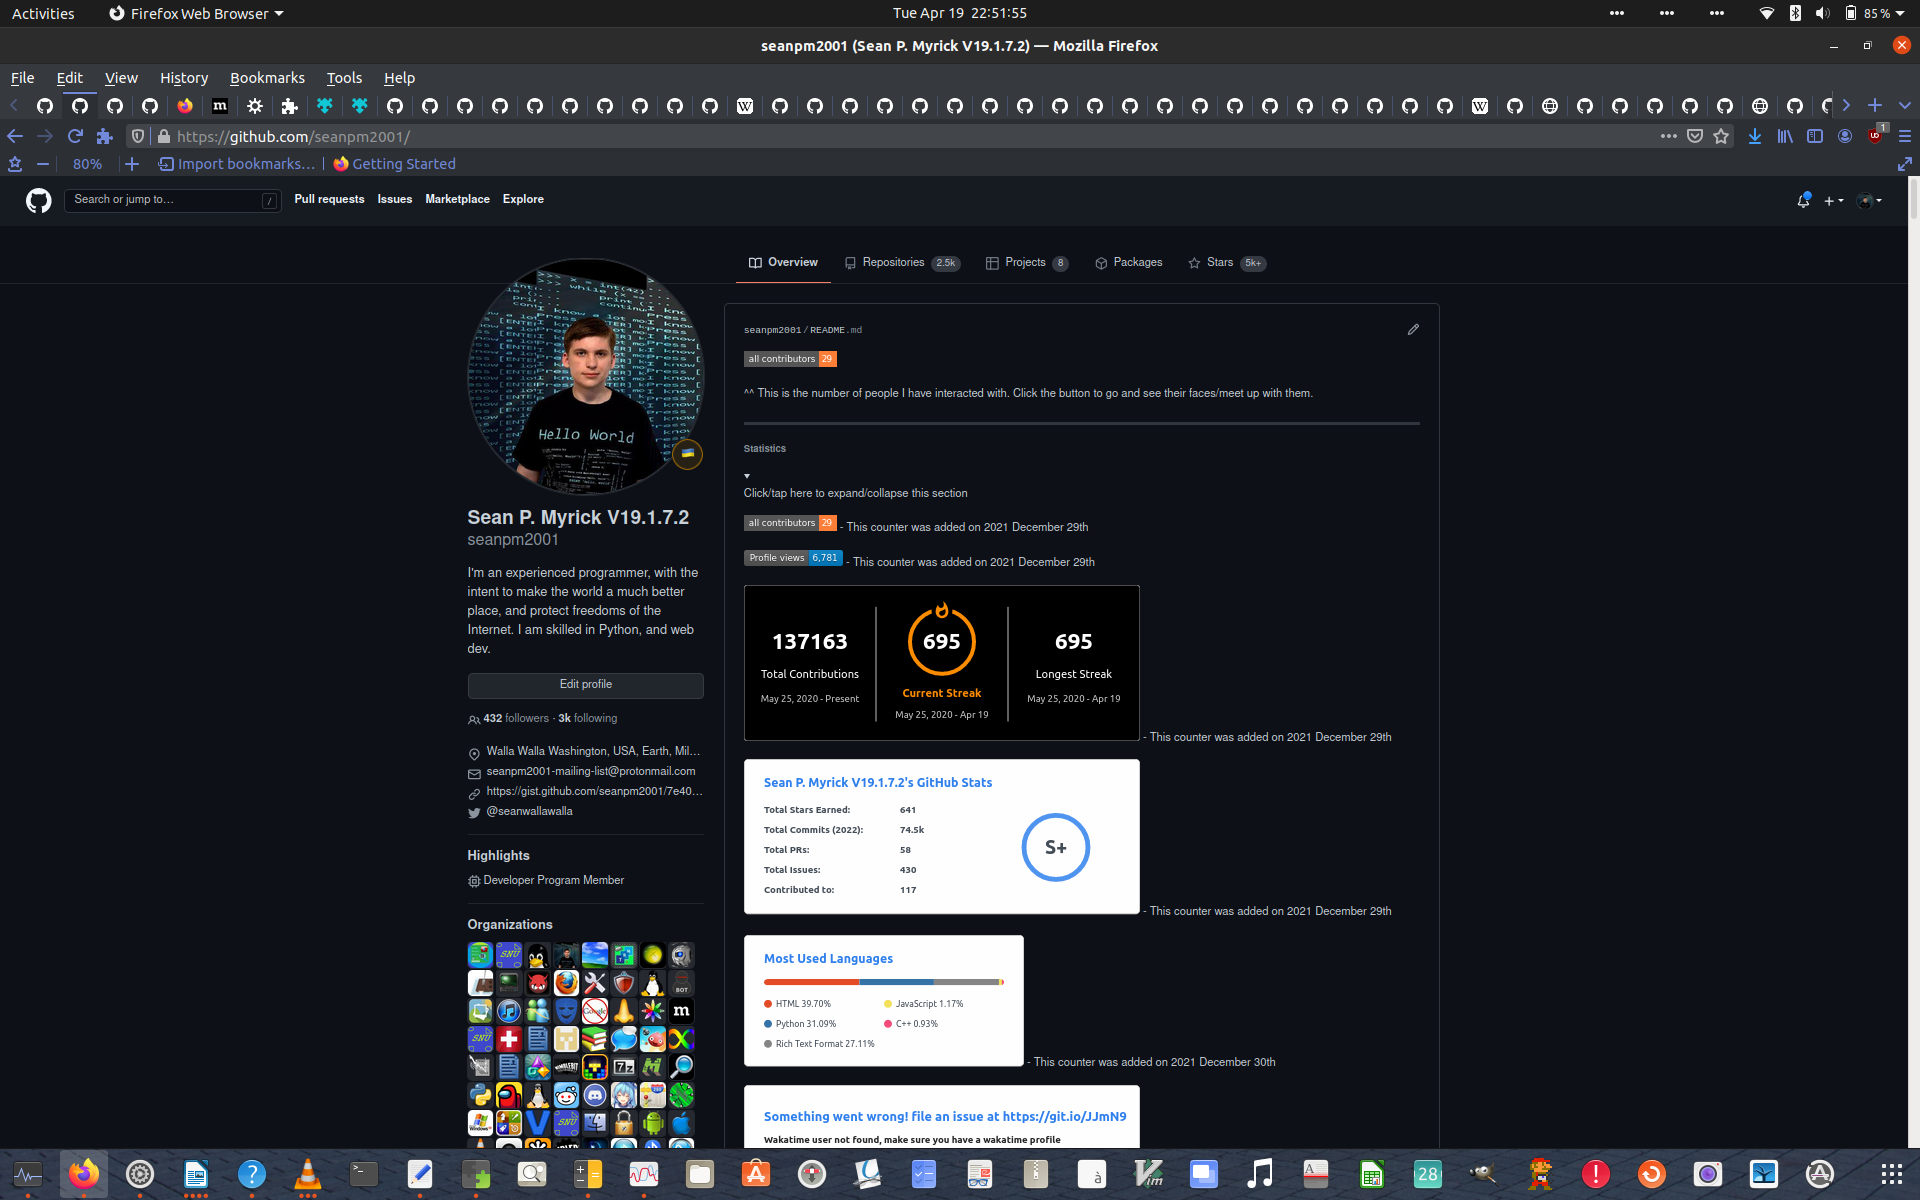 Activities
Firefox Web Browser
Tue Apr 19 22:51:55
85 %
seanpm2001 (Sean P. Myrick V19.1.7.2) — Mozilla Firefox
File Edit View History Bookmarks Tools Help
https://github.com/seanpm2001/
1
80%
Import bookmarks...
Getting Started
Search or jump to...
/
Pull requests Issues Marketplace Explore
Overview
Repositories 2.5k
Projects 8
Packages
Stars 5k+
Hello World
Sean P. Myrick V19.1.7.2
seanpm2001
I'm an experienced programmer, with the
intent to make the world a much better
place, and protect freedoms of the
Internet. I am skilled in Python, and web
dev.
Edit profile
432 followers · 3k following
Walla Walla Washington, USA, Earth, Mil...
seanpm2001-mailing-list@protonmail.com
https://gist.github.com/seanpm2001/7e40...
@seanwallawalla
Highlights
Developer Program Member
Organizations
seanpm2001/README.md
all contributors 29
^^ This is the number of people I have interacted with. Click the button to go and see their faces/meet up with them.
Statistics
Click/tap here to expand/collapse this section
all contributors 29 - This counter was added on 2021 December 29th
Profile views 6,781 - This counter was added on 2021 December 29th
137163
Total Contributions
May 25, 2020 - Present
695
Current Streak
May 25, 2020 - Apr 19
695
Longest Streak
May 25, 2020 - Apr 19
- This counter was added on 2021 December 29th
Sean P. Myrick V19.1.7.2's GitHub Stats
Total Stars Earned: 641
Total Commits (2022): 74.5k
Total PRs: 58
Total Issues: 430
Contributed to: 117
S+
- This counter was added on 2021 December 29th
Most Used Languages
HTML 39.70%
JavaScript 1.17%
Python 31.09%
C++ 0.93%
Rich Text Format 27.11%
- This counter was added on 2021 December 30th
Something went wrong! file an issue at https://git.io/JJmN9
Wakatime user not found, make sure you have a wakatime profile
28